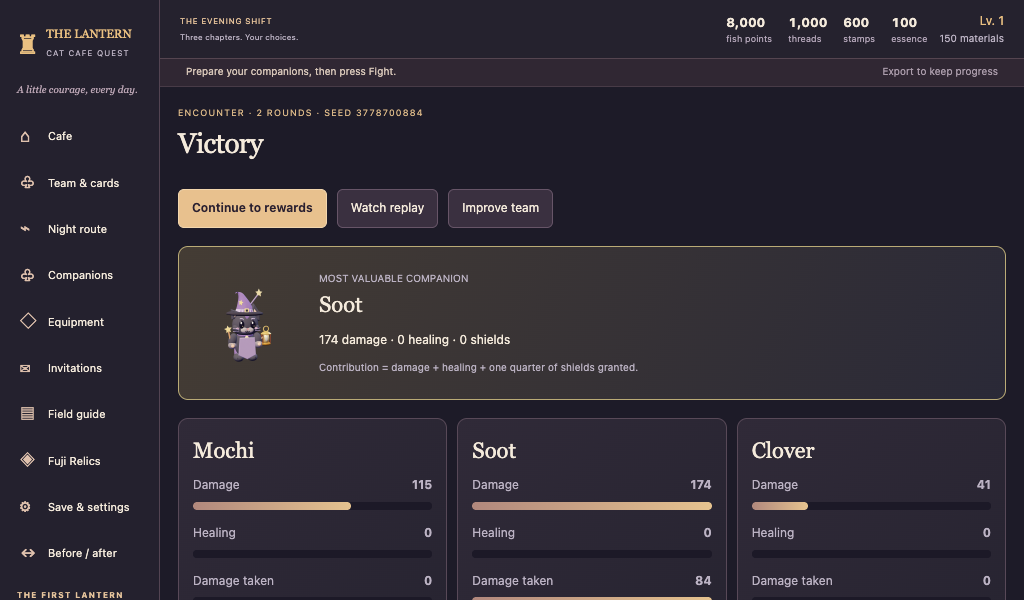 THE LANTERN
CAT CAFE QUEST
A little courage, every day.
Cafe
Team & cards
Night route
Companions
Equipment
Invitations
Field guide
Fuji Relics
Save & settings
Before / after
THE FIRST LANTERN
THE EVENING SHIFT
Three chapters. Your choices.
8,000 fish points
1,000 threads
600 stamps
100 essence
Lv. 1
150 materials
Prepare your companions, then press Fight.
Export to keep progress
ENCOUNTER · 2 ROUNDS · SEED 3778700884
Victory
Continue to rewards
Watch replay
Improve team
MOST VALUABLE COMPANION
Soot
174 damage · 0 healing · 0 shields
Contribution = damage + healing + one quarter of shields granted.
Mochi
Damage 115
Healing 0
Damage taken 0
Soot
Damage 174
Healing 0
Damage taken 84
Clover
Damage 41
Healing 0
Damage taken 0